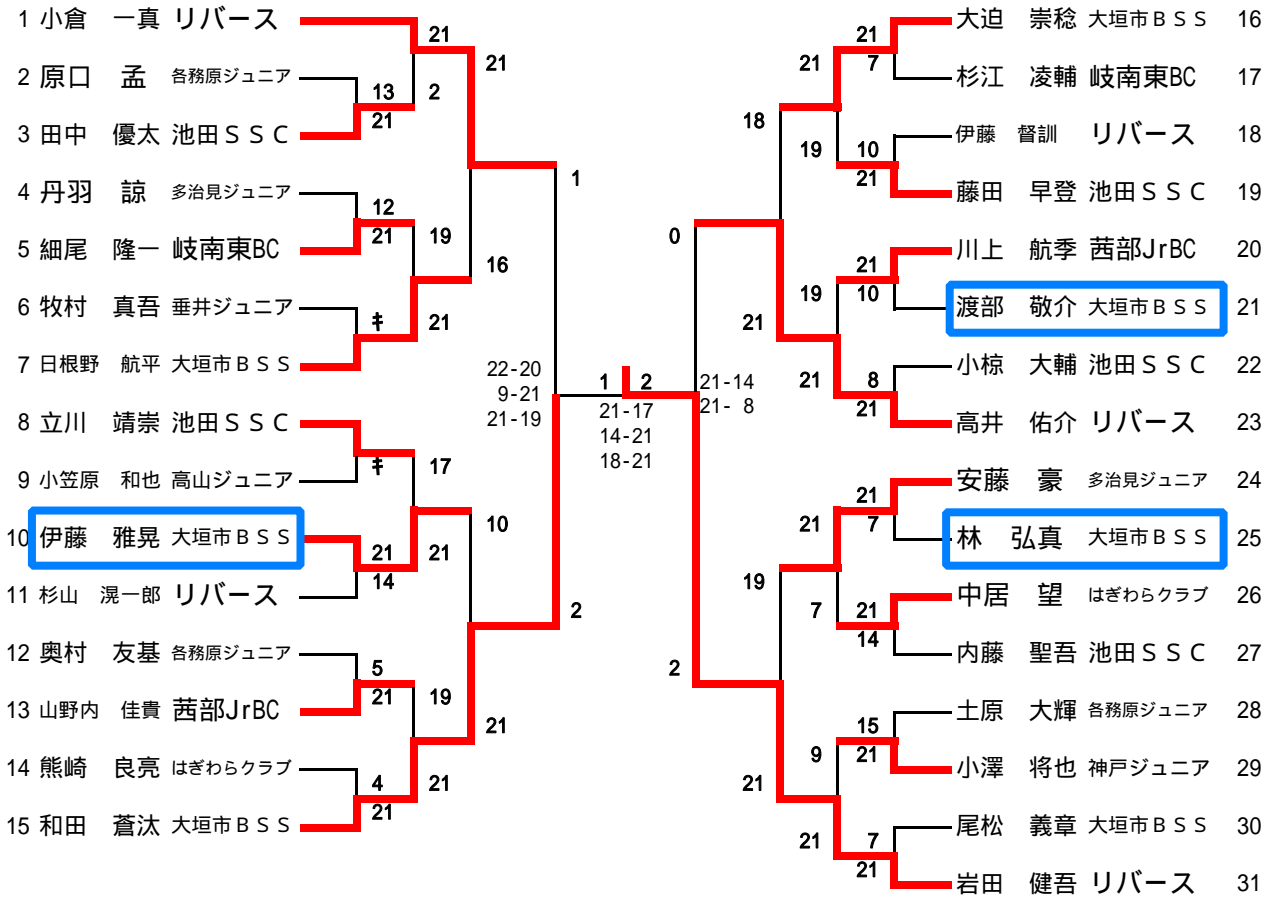 1 小倉 一真 リバース
2 原口 孟 各務原ジュニア
3 田中 優太 池田ＳＳＣ
4 丹羽 諒 多治見ジュニア
5 細尾 隆一 岐南東BC
6 牧村 真吾 垂井ジュニア
7 日根野 航平 大垣市ＢＳＳ
8 立川 靖崇 池田ＳＳＣ
9 小笠原 和也 高山ジュニア
10 伊藤 雅晃 大垣市ＢＳＳ
11 杉山 滉一郎 リバース
12 奥村 友基 各務原ジュニア
13 山野内 佳貴 茜部JrBC
14 熊崎 良亮 はぎわらクラブ
15 和田 蒼汰 大垣市ＢＳＳ
21
13
21
2
21
12
21
19
16
キ
21
1
キ
17
21
14
21
10
5
21
19
21
4
21
21
2
22-20
9-21
21-19
1 2
21-17
14-21
18-21
21-14
21- 8
0
2
18
21
19
21
21
7
19
10
21
19
21
10
21
8
21
21
21
7
7
21
14
9
15
21
21
7
21
大迫 崇稔 大垣市ＢＳＳ 16
杉江 凌輔 岐南東BC 17
伊藤 督訓 リバース 18
藤田 早登 池田ＳＳＣ 19
川上 航季 茜部JrBC 20
渡部 敬介 大垣市ＢＳＳ 21
小椋 大輔 池田ＳＳＣ 22
高井 佑介 リバース 23
安藤 豪 多治見ジュニア 24
林 弘真 大垣市ＢＳＳ 25
中居 望 はぎわらクラブ 26
内藤 聖吾 池田ＳＳＣ 27
土原 大輝 各務原ジュニア 28
小澤 将也 神戸ジュニア 29
尾松 義章 大垣市ＢＳＳ 30
岩田 健吾 リバース 31